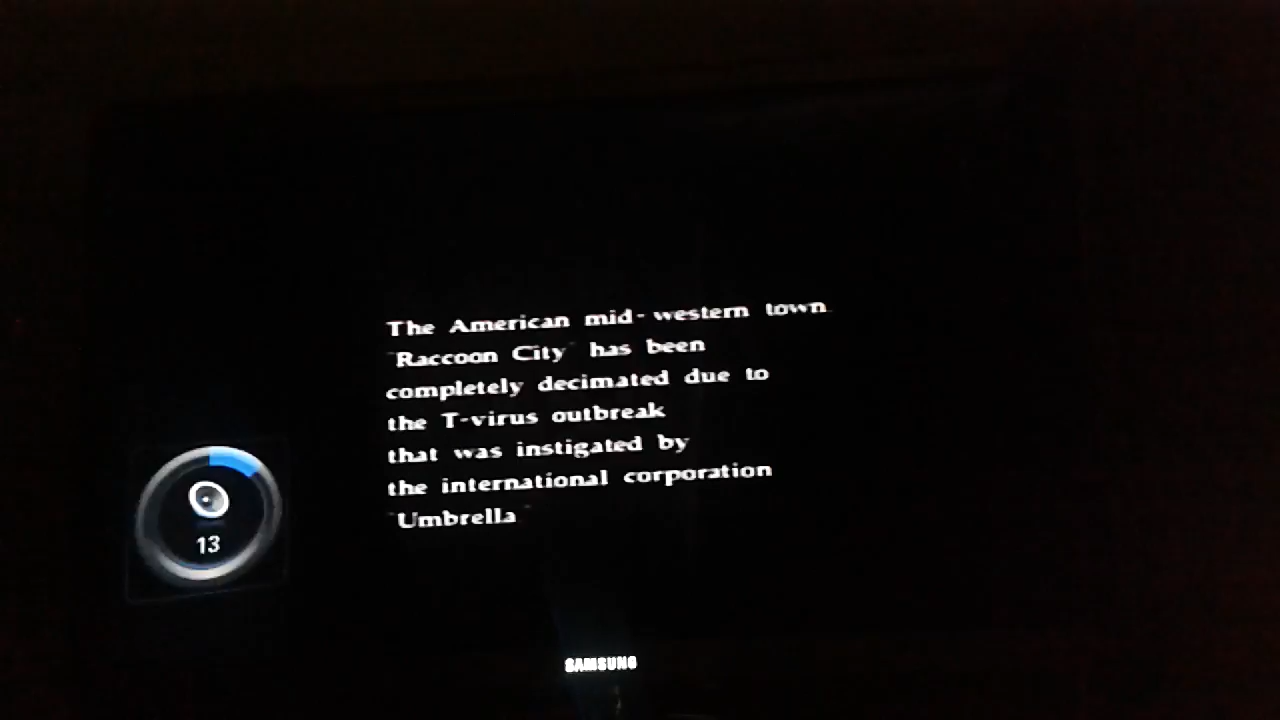 The American mid-western town
"Raccoon City" has been
completely decimated due to
the T-virus outbreak
that was instigated by
the international corporation
"Umbrella"
13
SAMSUNG